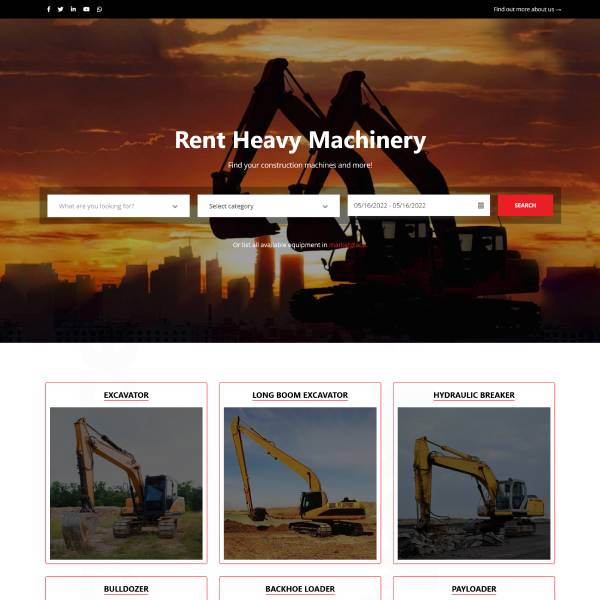 Find out more about us →
Rent Heavy Machinery
Find your construction machines and more!
What are you looking for?
Select category
05/16/2022 - 05/16/2022
SEARCH
Or list all available equipment in marketplace.
EXCAVATOR
LONG BOOM EXCAVATOR
HYDRAULIC BREAKER
BULLDOZER
BACKHOE LOADER
PAYLOADER